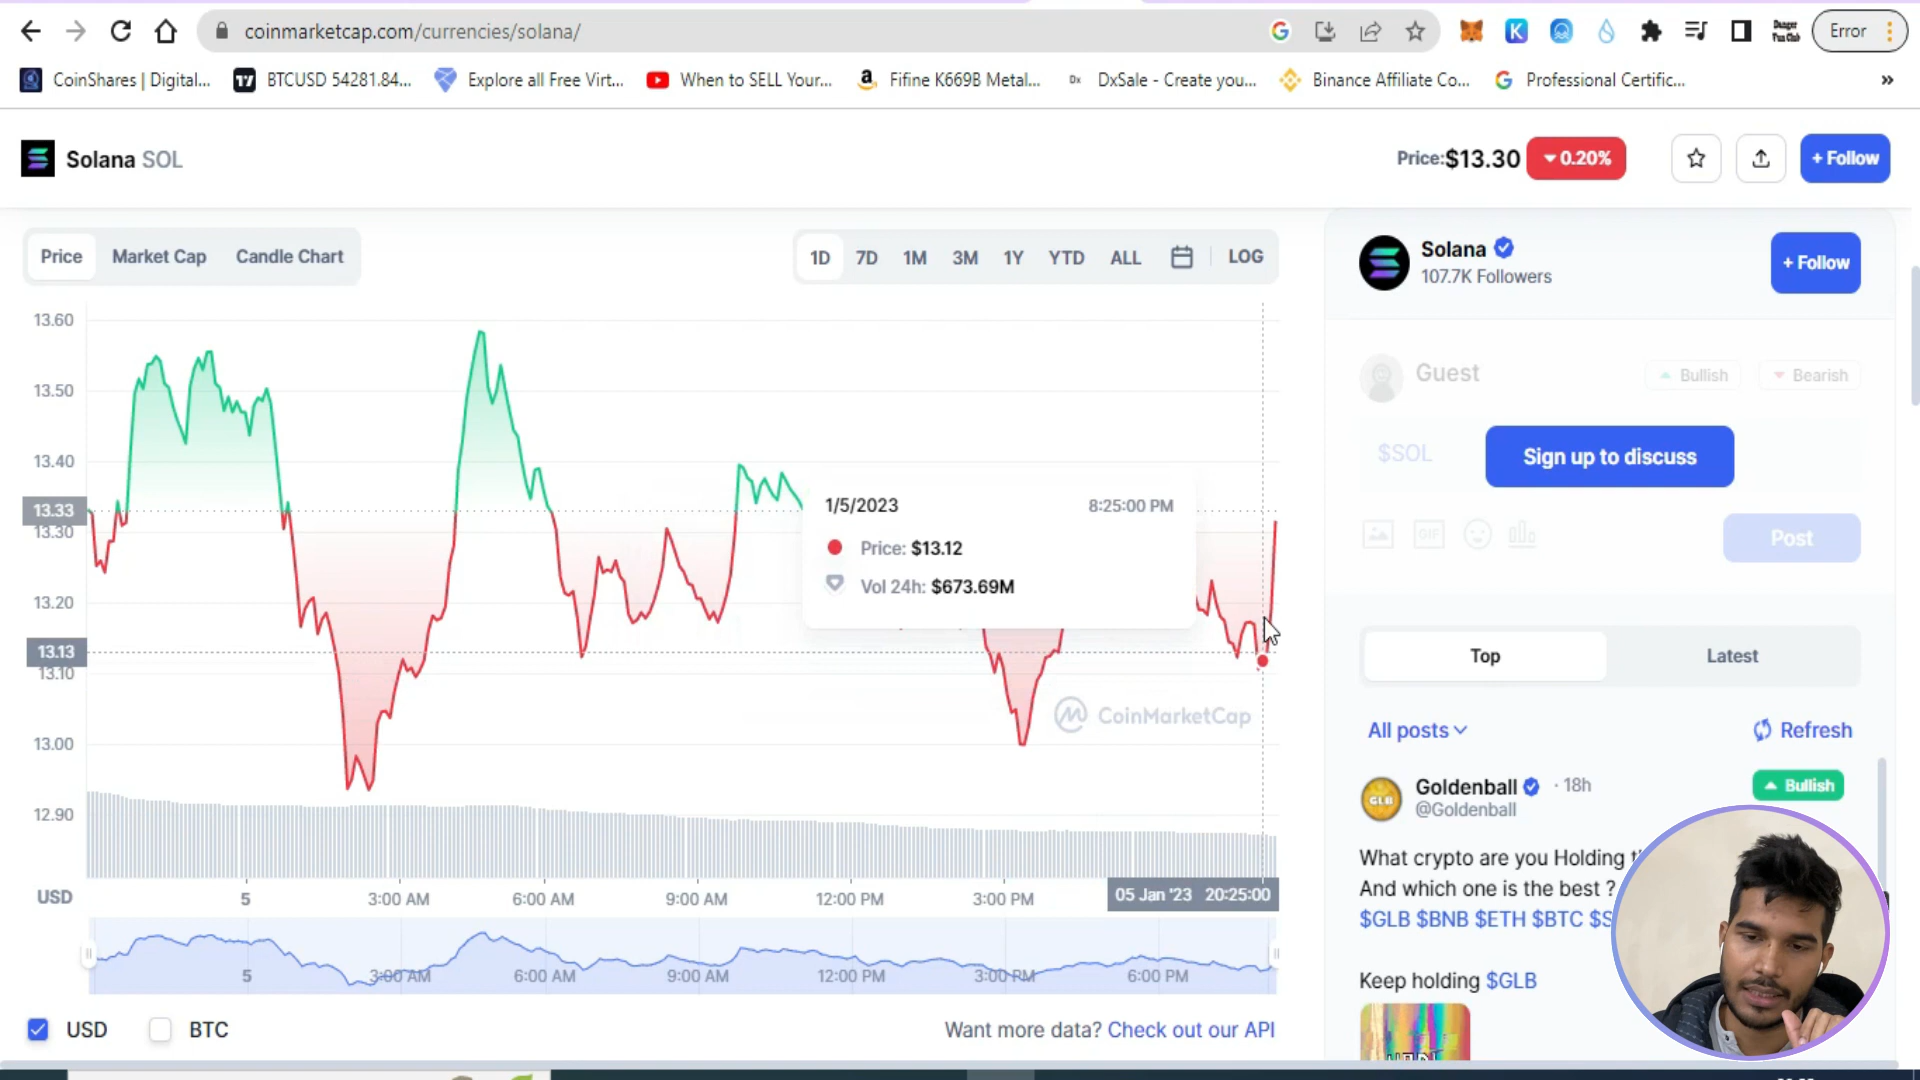 coinmarketcap.com/currencies/solana/
Error
CoinShares | Digital...
BTCUSD 54281.84...
Explore all Free Virt...
When to SELL Your...
Fifine K669B Metal...
DxSale - Create you...
Binance Affiliate Co...
Professional Certific...
»
Solana SOL
Price:$13.30
0.20%
+ Follow
Price
Market Cap
Candle Chart
1D
7D
1M
3M
1Y
YTD
ALL
LOG
13.60
13.50
13.40
13.33
13.30
13.20
13.13
13.10
13.00
12.90
1/5/2023
8:25:00 PM
Price: $13.12
Vol 24h: $673.69M
CoinMarketCap
USD
5
3:00 AM
6:00 AM
9:00 AM
12:00 PM
3:00 PM
05 Jan '23 20:25:00
5
3:00 AM
6:00 AM
9:00 AM
12:00 PM
3:00 PM
6:00 PM
USD
BTC
Want more data? Check out our API
Solana
107.7K Followers
+ Follow
Guest
Bullish
Bearish
$SOL
Sign up to discuss
GIF
Post
Top
Latest
All posts
Refresh
GLB
Goldenball · 18h
@Goldenball
Bullish
What crypto are you Holding
And which one is the best ?
$GLB $BNB $ETH $BTC
Keep holding $GLB